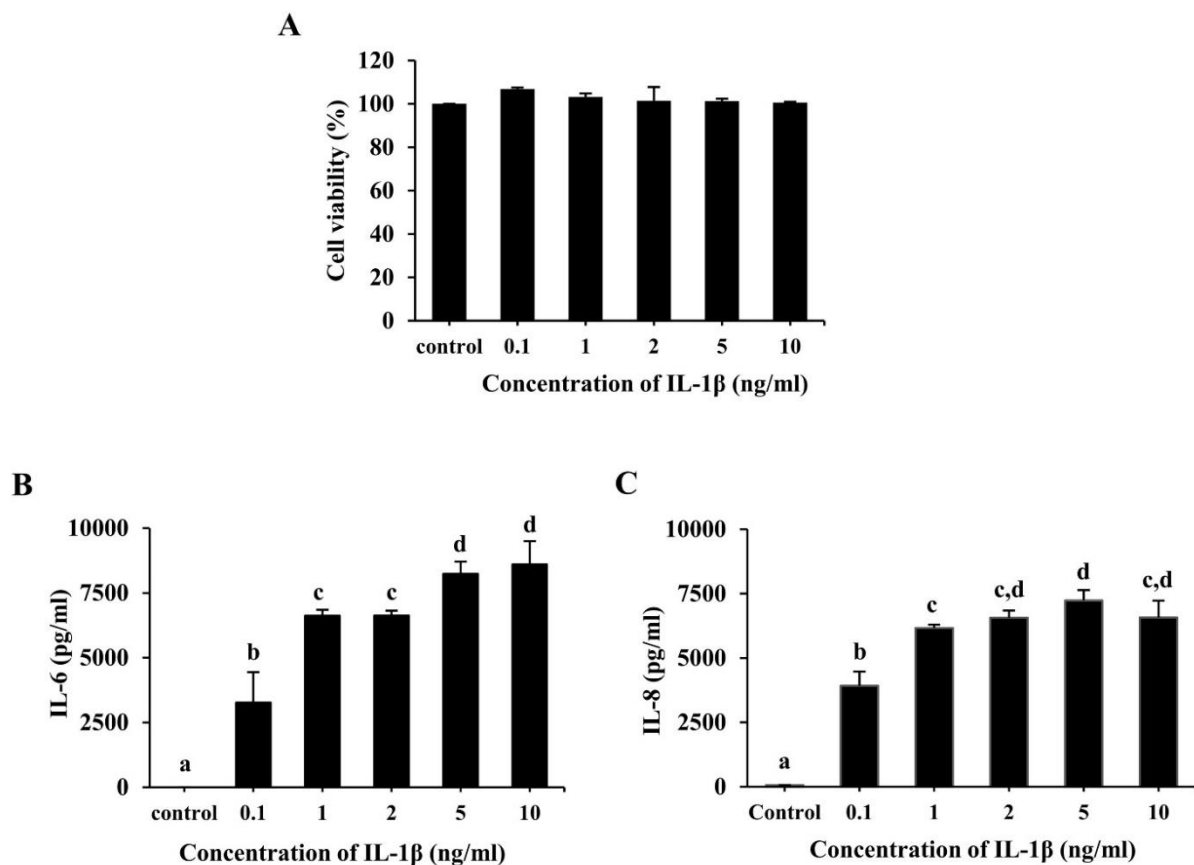 A
Cell viability (%)
120
100
80
60
40
20
0
control 0.1 1 2 5 10
Concentration of IL-1β (ng/ml)
B
IL-6 (pg/ml)
10000
7500
5000
2500
0
a b c c d d
control 0.1 1 2 5 10
Concentration of IL-1β (ng/ml)
C
IL-8 (pg/ml)
10000
7500
5000
2500
0
a b c c,d d c,d
Control 0.1 1 2 5 10
Concentration of IL-1β (ng/ml)